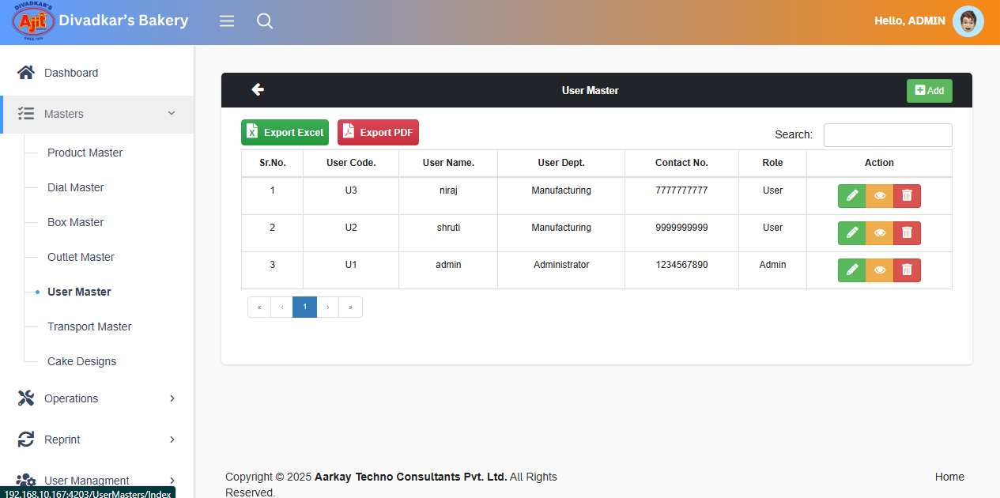 DIVADKAR'S
Ajit
SINCE 1935
Divadkar's Bakery
Hello, ADMIN
Dashboard
Masters
Product Master
Dial Master
Box Master
Outlet Master
User Master
Transport Master
Cake Designs
Operations
Reprint
User Managment
192.168.10.167:4203/UserMasters/Index
User Master
Add
Export Excel Export PDF
Search:
Sr.No. User Code. User Name. User Dept. Contact No. Role Action
1 U3 niraj Manufacturing 7777777777 User
2 U2 shruti Manufacturing 9999999999 User
3 U1 admin Administrator 1234567890 Admin
« ‹ 1 › »
Copyright © 2025 Aarkay Techno Consultants Pvt. Ltd. All Rights
Reserved.
Home